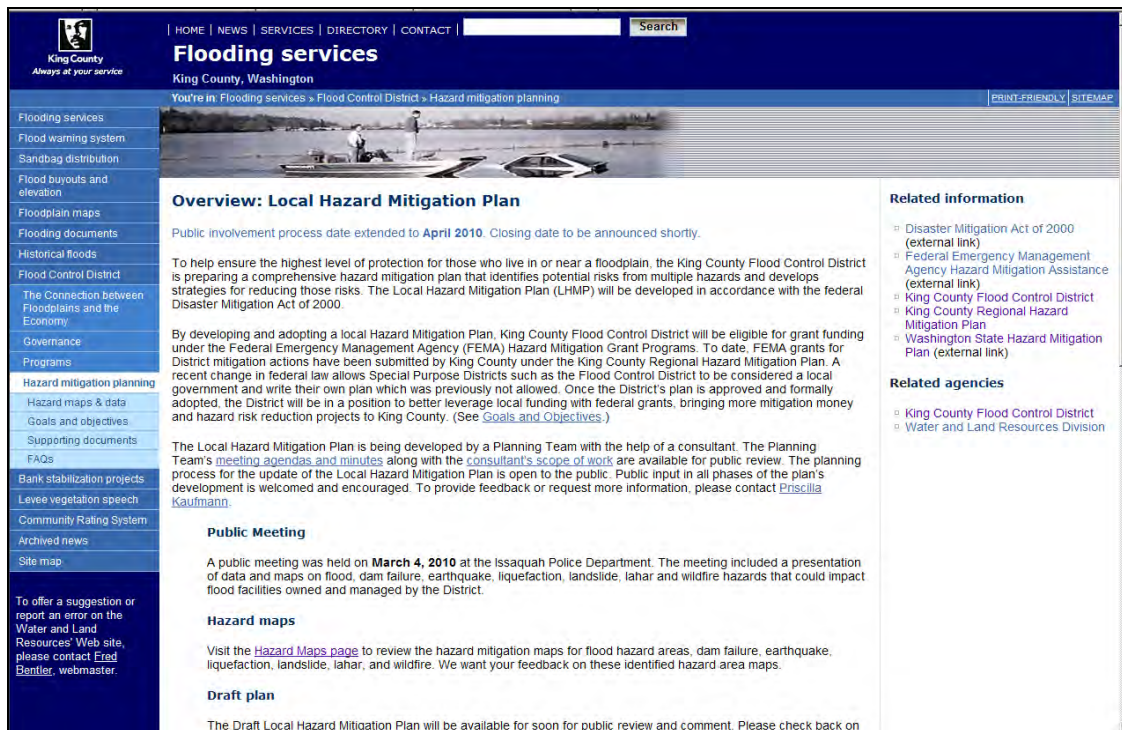 King County
Always at your service
| HOME | NEWS | SERVICES | DIRECTORY | CONTACT |
Search
Flooding services
King County, Washington
You're in: Flooding services » Flood Control District » Hazard mitigation planning
PRINT-FRIENDLY | SITEMAP
Flooding services
Flood warning system
Sandbag distribution
Flood buyouts and
elevation
Floodplain maps
Flooding documents
Historical floods
Flood Control District
The Connection between
Floodplains and the
Economy
Governance
Programs
Hazard mitigation planning
Hazard maps & data
Goals and objectives
Supporting documents
FAQs
Bank stabilization projects
Levee vegetation speech
Community Rating System
Archived news
Site map
To offer a suggestion or
report an error on the
Water and Land
Resources' Web site,
please contact Fred
Bentler, webmaster.
Overview: Local Hazard Mitigation Plan
Public involvement process date extended to April 2010. Closing date to be announced shortly.
To help ensure the highest level of protection for those who live in or near a floodplain, the King County Flood Control District
is preparing a comprehensive hazard mitigation plan that identifies potential risks from multiple hazards and develops
strategies for reducing those risks. The Local Hazard Mitigation Plan (LHMP) will be developed in accordance with the federal
Disaster Mitigation Act of 2000.
By developing and adopting a local Hazard Mitigation Plan, King County Flood Control District will be eligible for grant funding
under the Federal Emergency Management Agency (FEMA) Hazard Mitigation Grant Programs. To date, FEMA grants for
District mitigation actions have been submitted by King County under the King County Regional Hazard Mitigation Plan. A
recent change in federal law allows Special Purpose Districts such as the Flood Control District to be considered a local
government and write their own plan which was previously not allowed. Once the District's plan is approved and formally
adopted, the District will be in a position to better leverage local funding with federal grants, bringing more mitigation money
and hazard risk reduction projects to King County. (See Goals and Objectives.)
The Local Hazard Mitigation Plan is being developed by a Planning Team with the help of a consultant. The Planning
Team's meeting agendas and minutes along with the consultant's scope of work are available for public review. The planning
process for the update of the Local Hazard Mitigation Plan is open to the public. Public input in all phases of the plan's
development is welcomed and encouraged. To provide feedback or request more information, please contact Priscilla
Kaufmann.
Public Meeting
A public meeting was held on March 4, 2010 at the Issaquah Police Department. The meeting included a presentation
of data and maps on flood, dam failure, earthquake, liquefaction, landslide, lahar and wildfire hazards that could impact
flood facilities owned and managed by the District.
Hazard maps
Visit the Hazard Maps page to review the hazard mitigation maps for flood hazard areas, dam failure, earthquake,
liquefaction, landslide, lahar, and wildfire. We want your feedback on these identified hazard area maps.
Draft plan
The Draft Local Hazard Mitigation Plan will be available for soon for public review and comment. Please check back on
Related information
Disaster Mitigation Act of 2000
(external link)
Federal Emergency Management
Agency Hazard Mitigation Assistance
(external link)
King County Flood Control District
King County Regional Hazard
Mitigation Plan
Washington State Hazard Mitigation
Plan (external link)
Related agencies
King County Flood Control District
Water and Land Resources Division